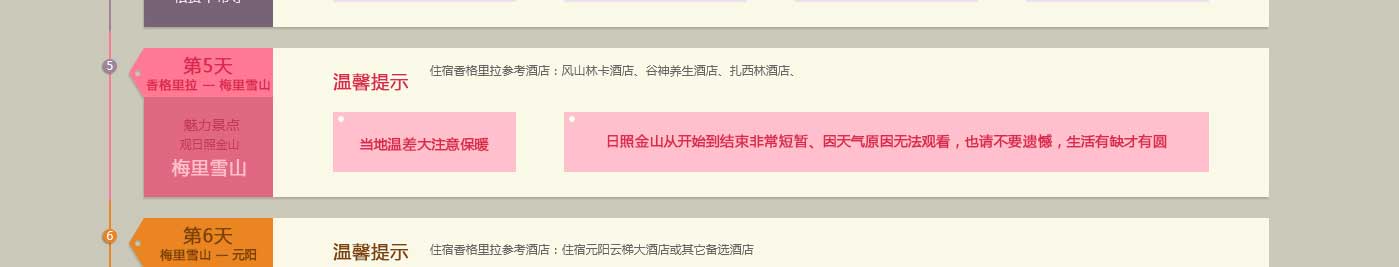 5
第5天
香格里拉 — 梅里雪山
魅力景点
观日照金山
梅里雪山
温馨提示
住宿香格里拉参考酒店：风山林卡酒店、谷神养生酒店、扎西林酒店、
当地温差大注意保暖
日照金山从开始到结束非常短暂、因天气原因无法观看，也请不要遗憾，生活有缺才有圆
6
第6天
梅里雪山 — 元阳
温馨提示
住宿香格里拉参考酒店：住宿元阳云梯大酒店或其它备选酒店